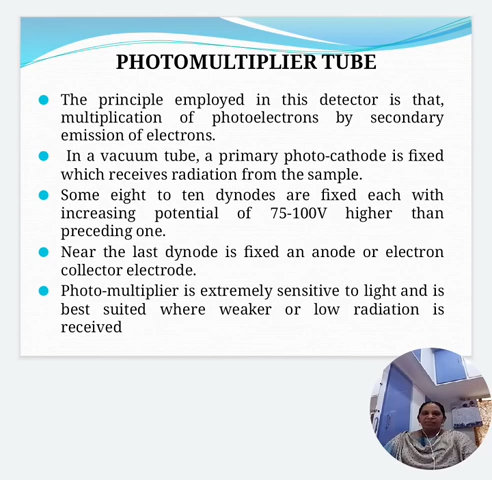 PHOTOMULTIPLIER TUBE
The principle employed in this detector is that,
multiplication of photoelectrons by secondary
emission of electrons.
In a vacuum tube, a primary photo-cathode is fixed
which receives radiation from the sample.
Some eight to ten dynodes are fixed each with
increasing potential of 75-100V higher than
preceding one.
Near the last dynode is fixed an anode or electron
collector electrode.
Photo-multiplier is extremely sensitive to light and is
best suited where weaker or low radiation is
received